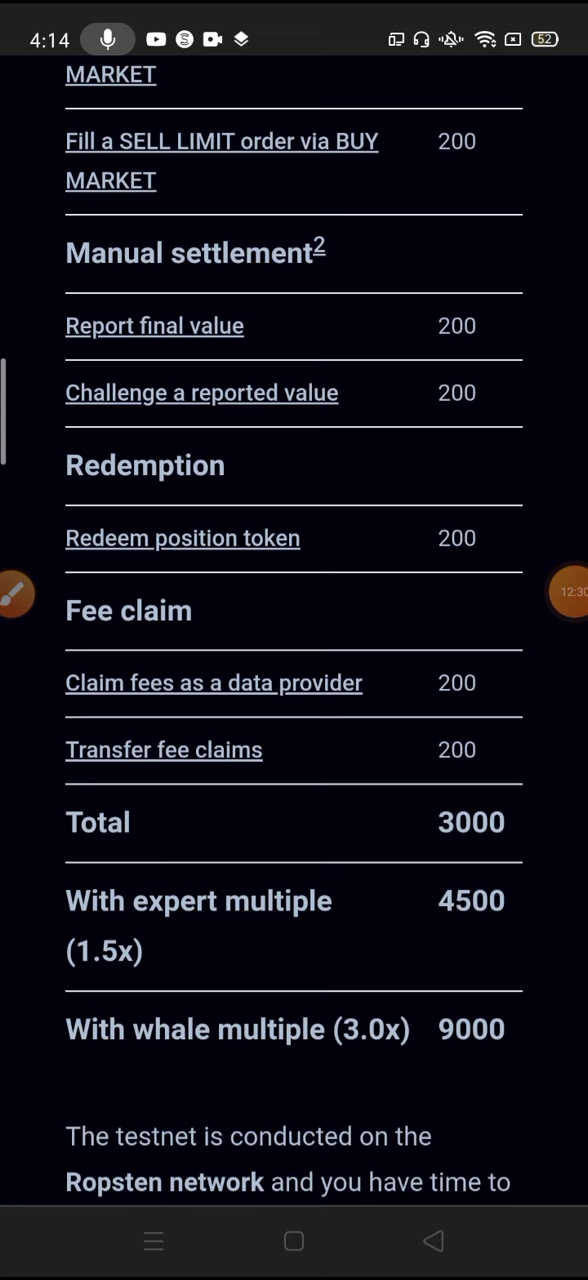 4:14
52
MARKET
Fill a SELL LIMIT order via BUY 200
MARKET
Manual settlement2
Report final value 200
Challenge a reported value 200
Redemption
Redeem position token 200
12:30
Fee claim
Claim fees as a data provider 200
Transfer fee claims 200
Total 3000
With expert multiple 4500
(1.5x)
With whale multiple (3.0x) 9000
The testnet is conducted on the
Ropsten network and you have time to